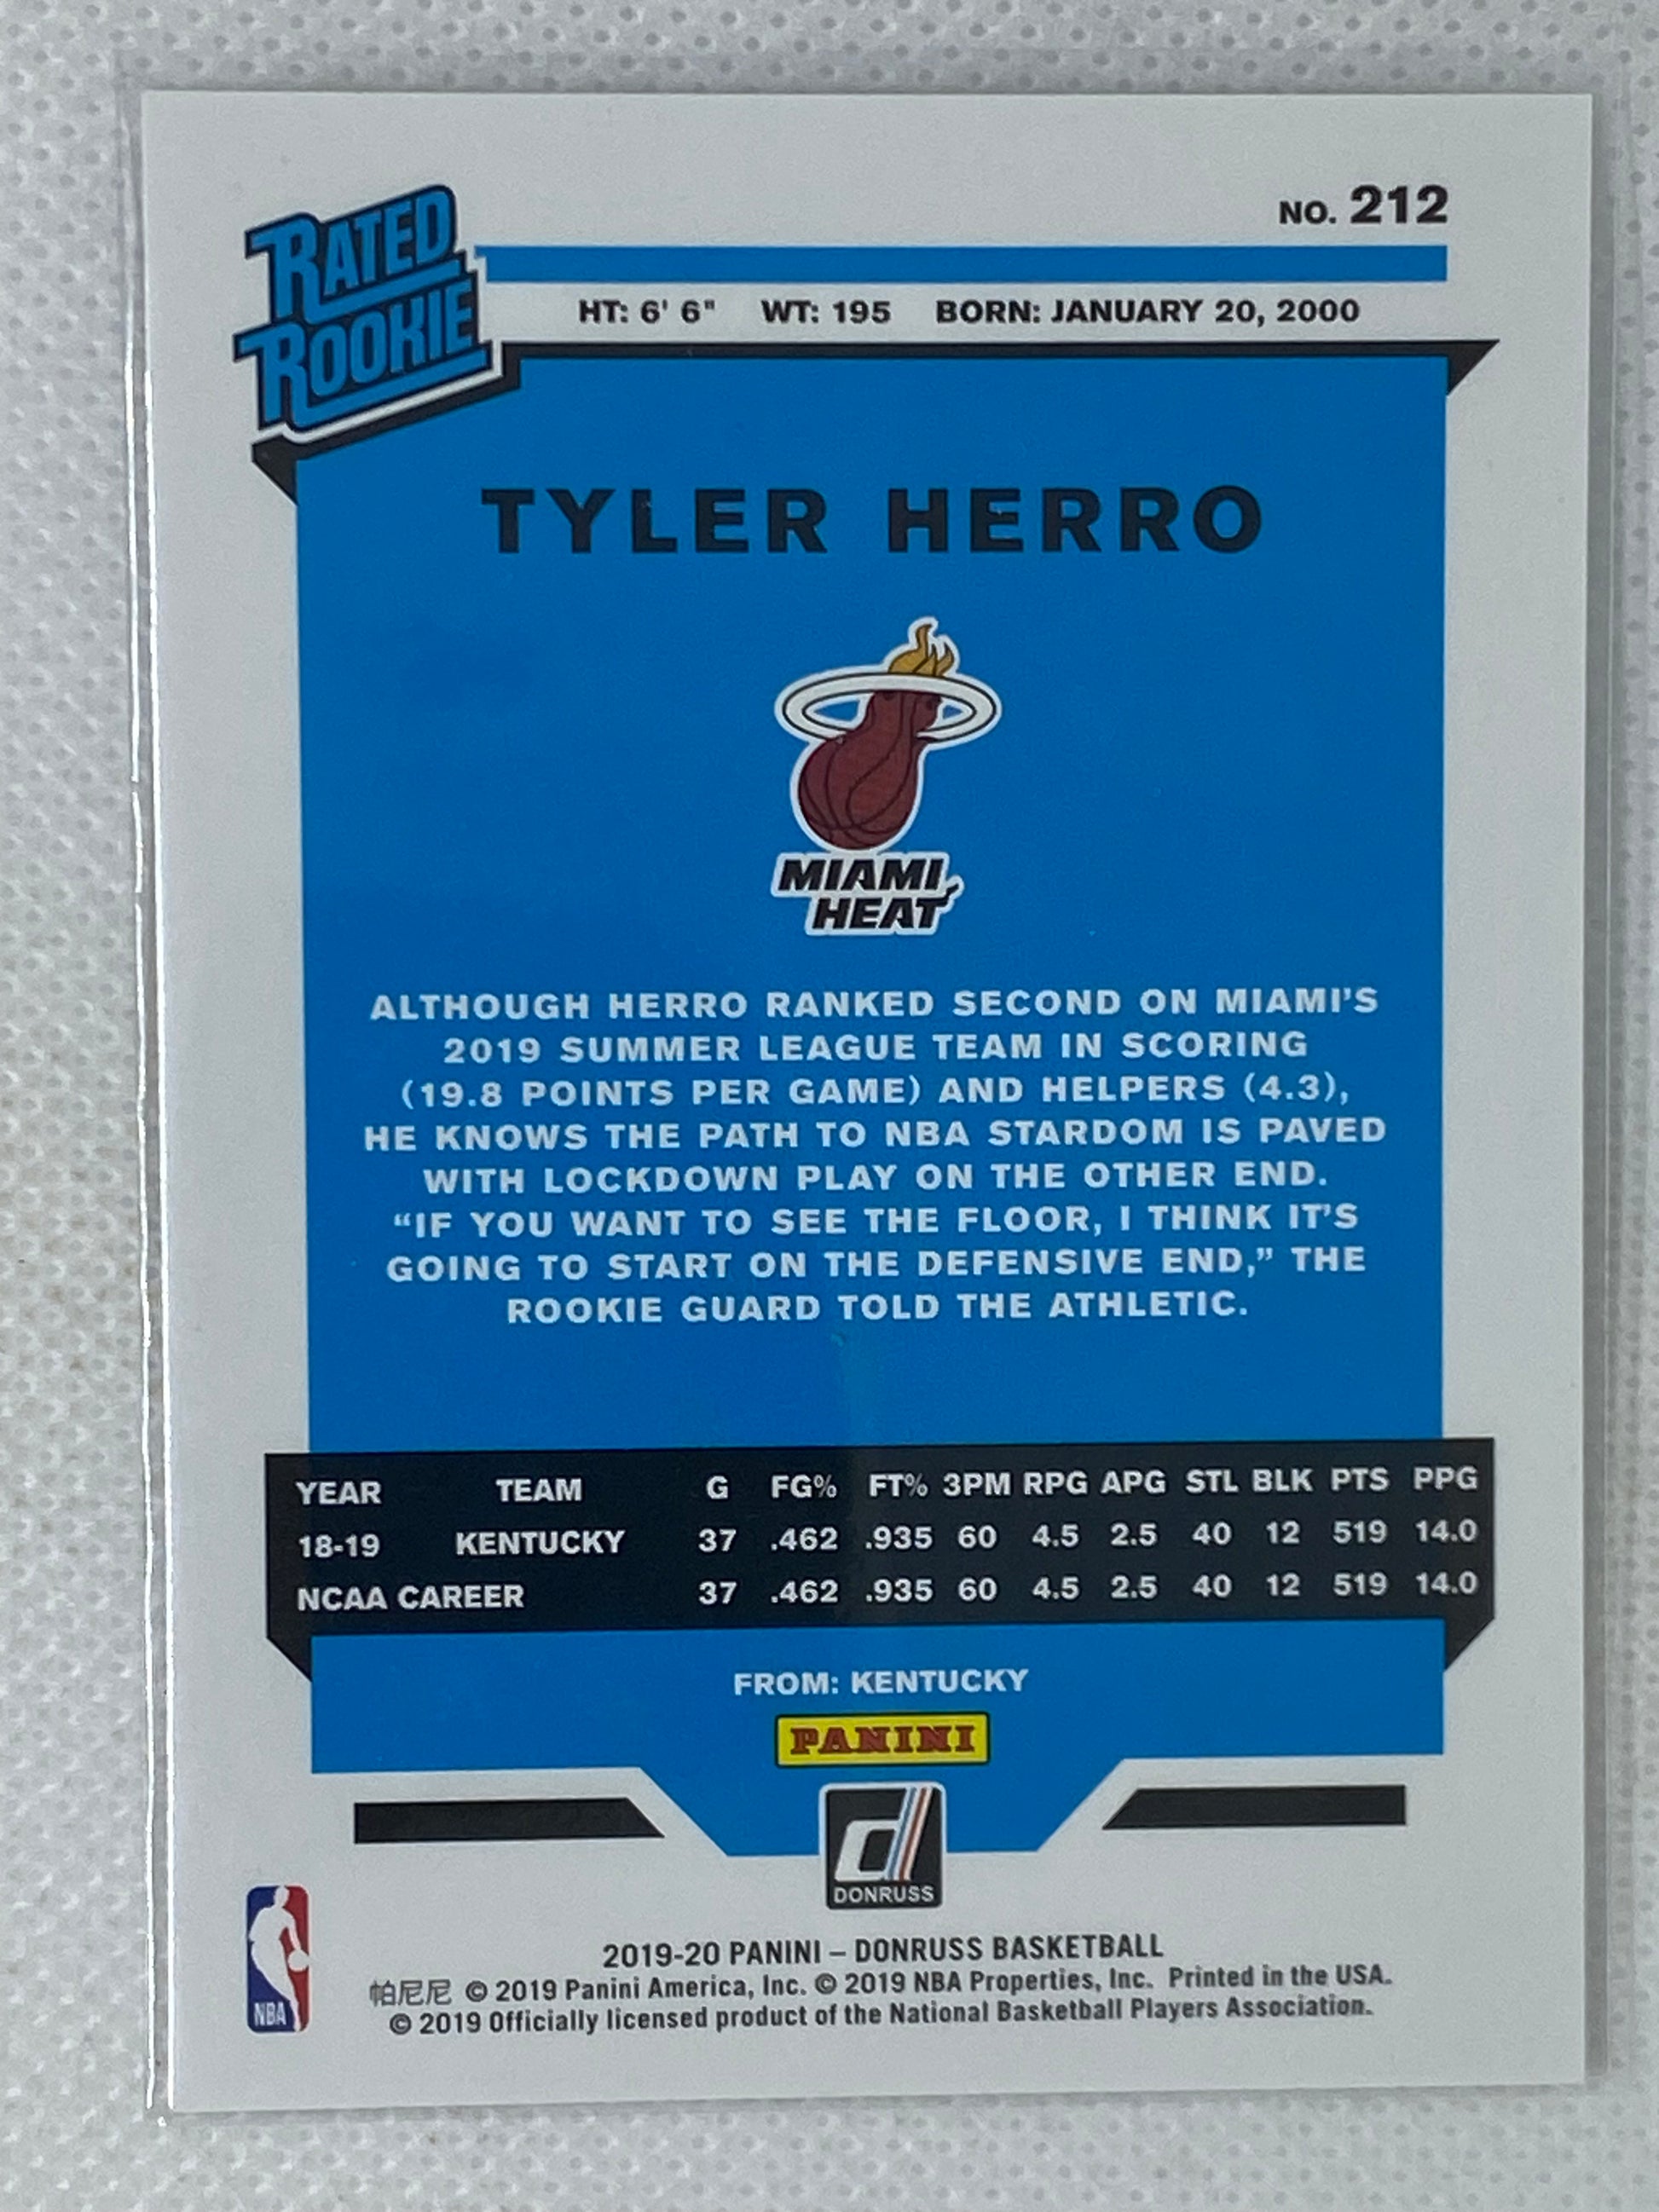 RATED
ROOKIE
NO. 212
HT: 6' 6" WT: 195 BORN: JANUARY 20, 2000
TYLER HERRO
MIAMI
HEAT
ALTHOUGH HERRO RANKED SECOND ON MIAMI'S
2019 SUMMER LEAGUE TEAM IN SCORING
(19.8 POINTS PER GAME) AND HELPERS (4.3),
HE KNOWS THE PATH TO NBA STARDOM IS PAVED
WITH LOCKDOWN PLAY ON THE OTHER END.
“IF YOU WANT TO SEE THE FLOOR, I THINK IT'S
GOING TO START ON THE DEFENSIVE END,” THE
ROOKIE GUARD TOLD THE ATHLETIC.
YEAR TEAM G FG% FT% 3PM RPG APG STL BLK PTS PPG
18-19 KENTUCKY 37 .462 .935 60 4.5 2.5 40 12 519 14.0
NCAA CAREER 37 .462 .935 60 4.5 2.5 40 12 519 14.0
FROM: KENTUCKY
PANINI
d
DONRUSS
NBA
2019-20 PANINI – DONRUSS BASKETBALL
帕尼尼 © 2019 Panini America, Inc. © 2019 NBA Properties, Inc. Printed in the USA.
© 2019 Officially licensed product of the National Basketball Players Association.